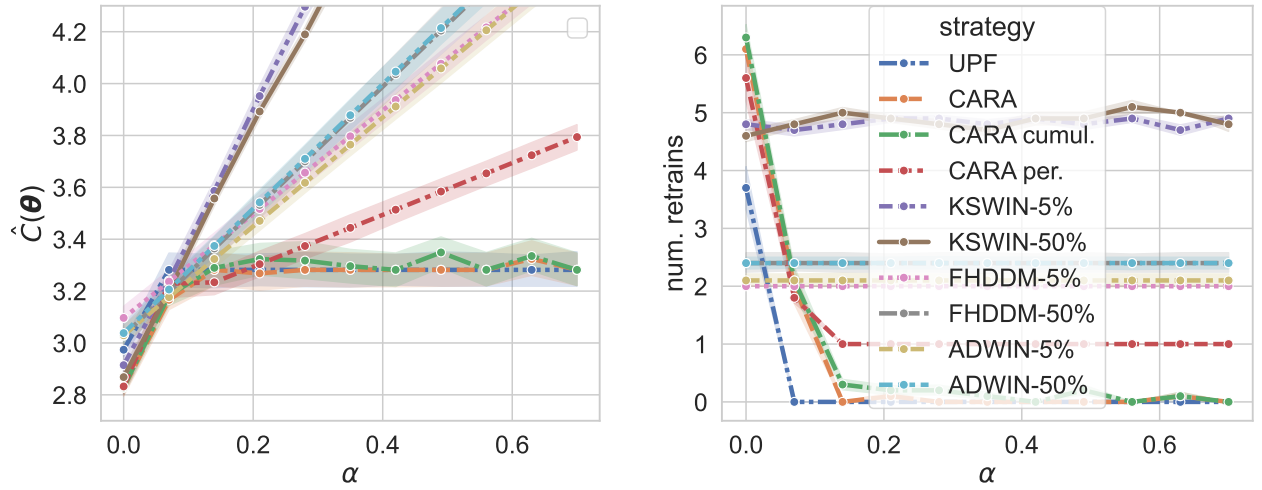 4.2
4.0
3.8
3.6
3.4
3.2
3.0
2.8
Ĉ(θ)
0.0 0.2 0.4 0.6
α
6
5
4
3
2
1
0
num. retrains
0.0 0.2 0.4 0.6
α
strategy
UPF
CARA
CARA cumul.
CARA per.
KSWIN-5%
KSWIN-50%
FHDDM-5%
FHDDM-50%
ADWIN-5%
ADWIN-50%